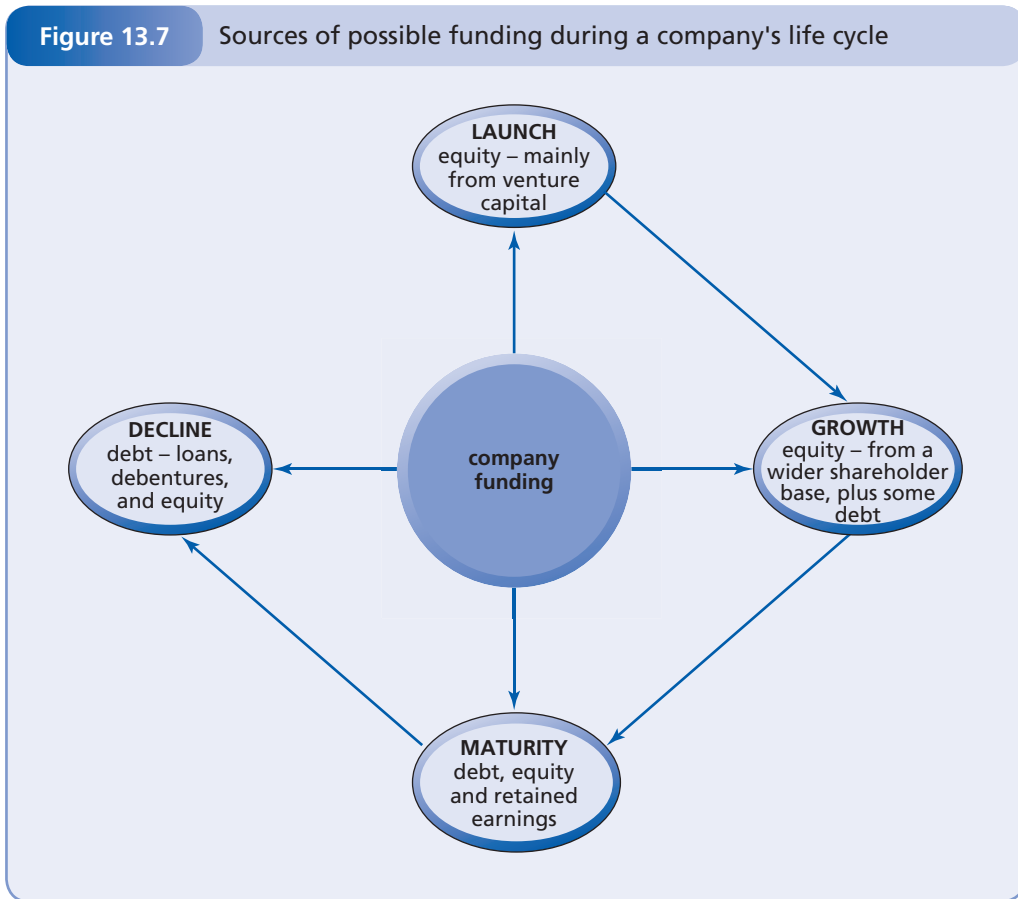 Figure 13.7
Sources of possible funding during a company's life cycle
LAUNCH
equity – mainly
from venture
capital
DECLINE
debt – loans,
debentures,
and equity
company
funding
GROWTH
equity – from a
wider shareholder
base, plus some
debt
MATURITY
debt, equity
and retained
earnings